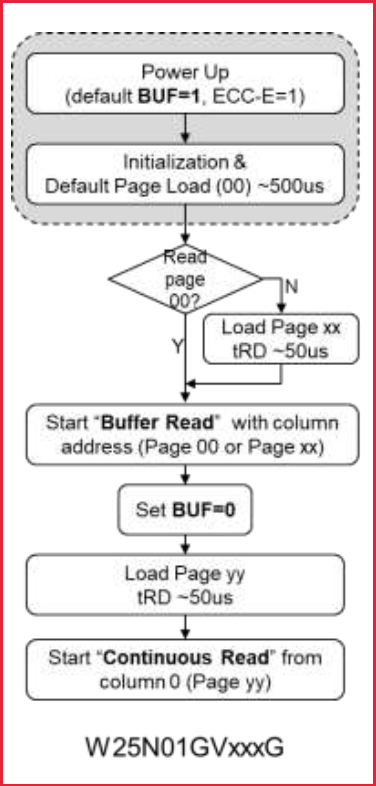 Power Up
(default BUF=1, ECC-E=1)
Initialization &
Default Page Load (00) ~500us
Read
page
00?
N
Load Page xx
tRD ~50us
Y
Start “Buffer Read” with column
address (Page 00 or Page xx)
Set BUF=0
Load Page yy
tRD ~50us
Start “Continuous Read” from
column 0 (Page yy)
W25N01GVxxxG